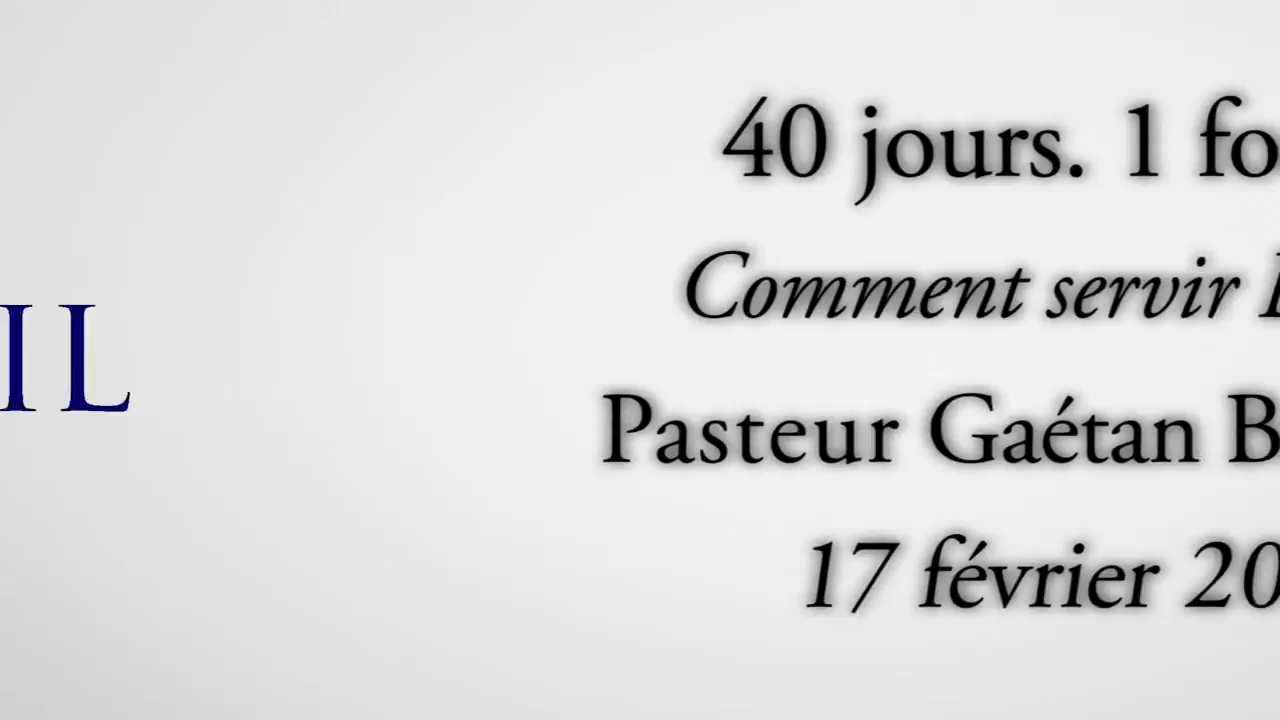 40 jours. 1 fo
Comment servir
IL
Pasteur Gaétan B
17 février 20